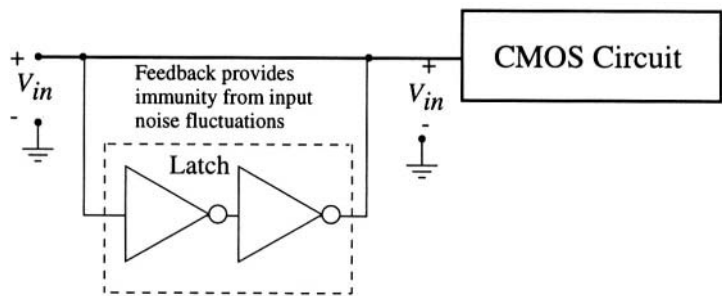 CMOS Circuit
+
V_in
-
Feedback provides
immunity from input
noise fluctuations
+
V_in
-
Latch